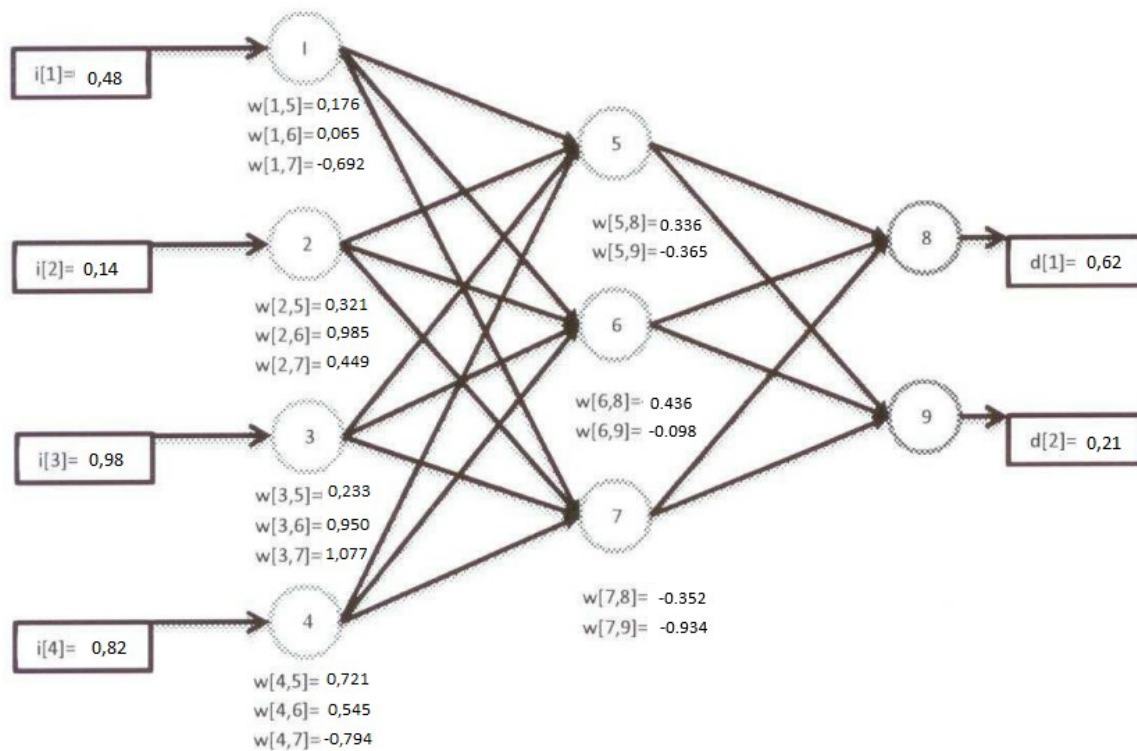 1
i[1]= 0,48
w[1,5]= 0,176
w[1,6]= 0,065
w[1,7]= -0,692
2
i[2]= 0,14
w[2,5]= 0,321
w[2,6]= 0,985
w[2,7]= 0,449
3
i[3]= 0,98
w[3,5]= 0,233
w[3,6]= 0,950
w[3,7]= 1,077
4
i[4]= 0,82
w[4,5]= 0,721
w[4,6]= 0,545
w[4,7]= -0,794
5
w[5,8]= 0.336
w[5,9]= -0.365
6
w[6,8]= 0.436
w[6,9]= -0.098
7
w[7,8]= -0.352
w[7,9]= -0.934
8
d[1]= 0,62
9
d[2]= 0,21